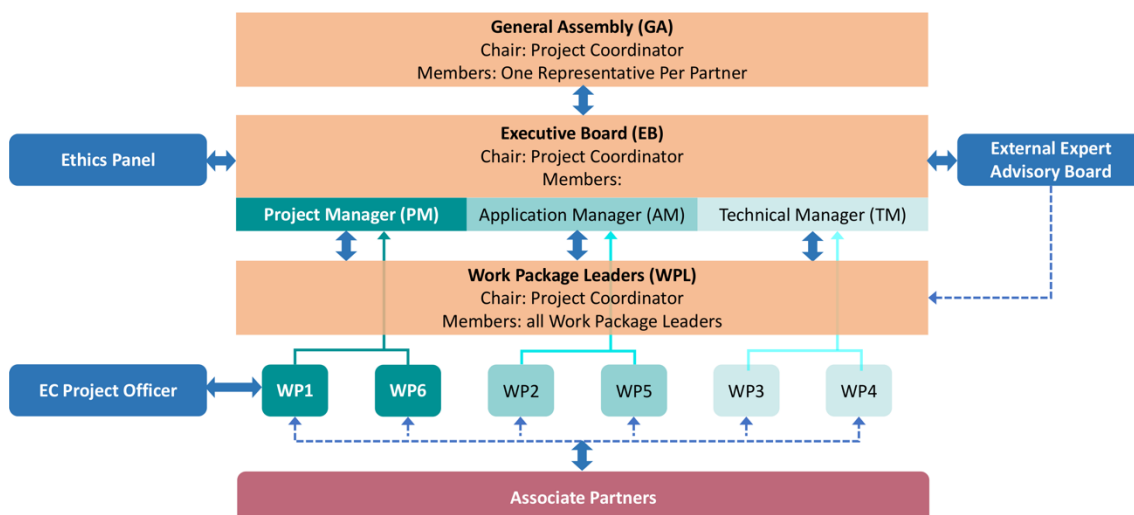 General Assembly (GA)
Chair: Project Coordinator
Members: One Representative Per Partner
Executive Board (EB)
Chair: Project Coordinator
Members:
Ethics Panel
External Expert
Advisory Board
Project Manager (PM)
Application Manager (AM)
Technical Manager (TM)
Work Package Leaders (WPL)
Chair: Project Coordinator
Members: all Work Package Leaders
EC Project Officer
WP1
WP6
WP2
WP5
WP3
WP4
Associate Partners